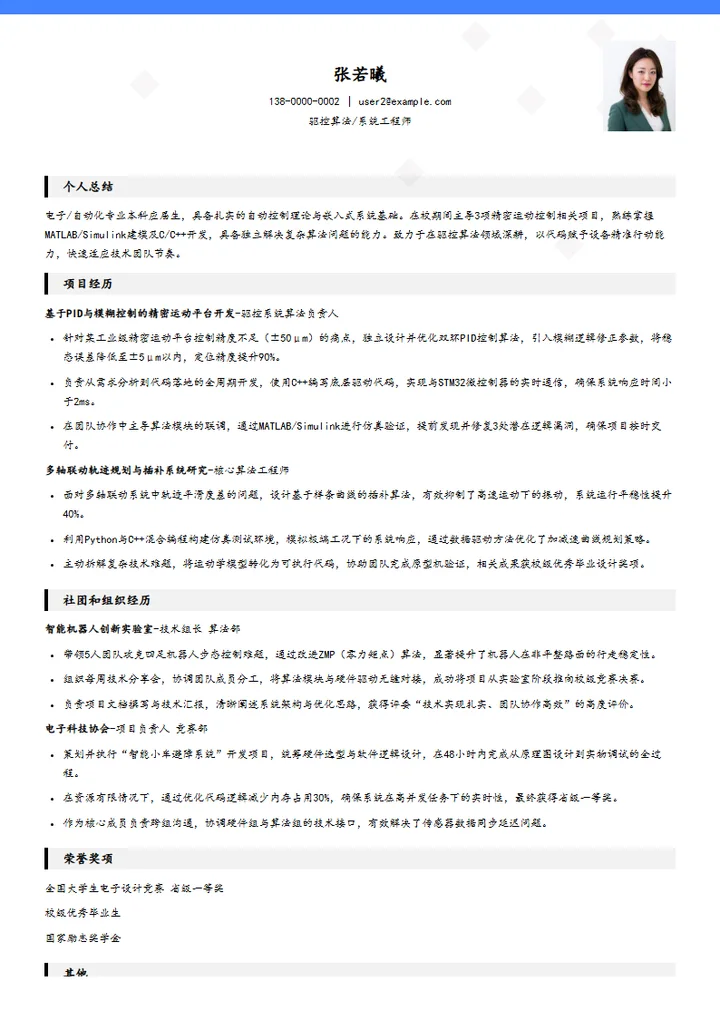 张若曦
138-0000-0002 | user2@example.com
驱控算法/系统工程师
个人总结
电子/自动化专业本科应届生，具备扎实的自动控制理论与嵌入式系统基础。在校期间主导3项精密运动控制相关项目，熟练掌握
MATLAB/Simulink建模及C/C++开发，具备独立解决复杂算法问题的能力。致力于在驱控算法领域深耕，以代码赋予设备精准行动能
力，快速适应技术团队节奏。
项目经历
基于PID与模糊控制的精密运动平台开发-驱控系统算法负责人
• 针对某工业级精密运动平台控制精度不足（±50μm）的痛点，独立设计并优化双环PID控制算法，引入模糊逻辑修正参数，将稳
态误差降低至±5μm以内，定位精度提升90%。
• 负责从需求分析到代码落地的全周期开发，使用C++编写底层驱动代码，实现与STM32微控制器的实时通信，确保系统响应时间小
于2ms。
• 在团队协作中主导算法模块的联调，通过MATLAB/Simulink进行仿真验证，提前发现并修复3处潜在逻辑漏洞，确保项目按时交
付。
多轴联动轨迹规划与插补系统研究-核心算法工程师
• 面对多轴联动系统中轨迹平滑度差的问题，设计基于样条曲线的插补算法，有效抑制了高速运动下的振动，系统运行平稳性提升
40%。
• 利用Python与C++混合编程构建仿真测试环境，模拟极端工况下的系统响应，通过数据驱动方法优化了加减速曲线规划策略。
• 主动拆解复杂技术难题，将运动学模型转化为可执行代码，协助团队完成原型机验证，相关成果获校级优秀毕业设计奖项。
社团和组织经历
智能机器人创新实验室-技术组长 算法部
• 带领5人团队攻克四足机器人步态控制难题，通过改进ZMP（零力矩点）算法，显著提升了机器人在非平整路面的行走稳定性。
• 组织每周技术分享会，协调团队成员分工，将算法模块与硬件驱动无缝对接，成功将项目从实验室阶段推向校级竞赛决赛。
• 负责项目文档撰写与技术汇报，清晰阐述系统架构与优化思路，获得评委“技术实现扎实、团队协作高效”的高度评价。
电子科技协会-项目负责人 竞赛部
• 策划并执行“智能小车避障系统”开发项目，统筹硬件选型与软件逻辑设计，在48小时内完成从原理图设计到实物调试的全过
程。
• 在资源有限情况下，通过优化代码逻辑减少内存占用30%，确保系统在高并发任务下的实时性，最终获得省级一等奖。
• 作为核心成员负责跨组沟通，协调硬件组与算法组的技术接口，有效解决了传感器数据同步延迟问题。
荣誉奖项
全国大学生电子设计竞赛 省级一等奖
校级优秀毕业生
国家励志奖学金
其他